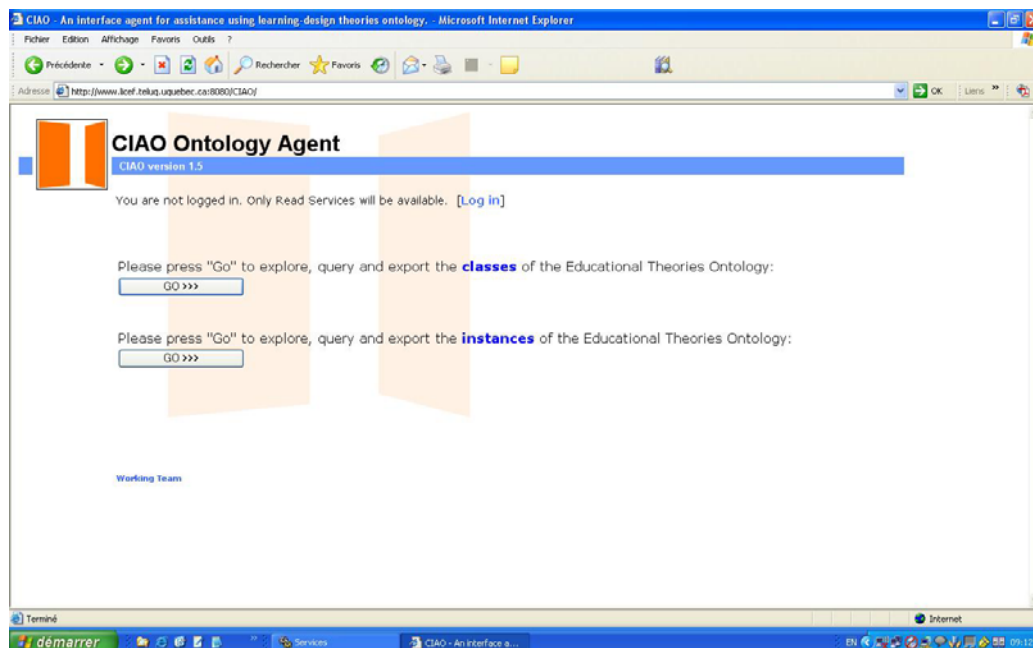 CIAO - An interface agent for assistance using learning-design theories ontology. - Microsoft Internet Explorer
Fichier Edition Affichage Favoris Outils ?
Précédente Rechercher Favoris
Adresse http://www.licef.teluq.uquebec.ca:8080/CIAO/ OK Liens »
CIAO Ontology Agent
CIAO version 1.5
You are not logged in. Only Read Services will be available. [Log in]
Please press "Go" to explore, query and export the classes of the Educational Theories Ontology:
GO >>>
Please press "Go" to explore, query and export the instances of the Educational Theories Ontology:
GO >>>
Working Team
Terminé Internet
démarrer » Services CIAO - An interface a... EN 09:12